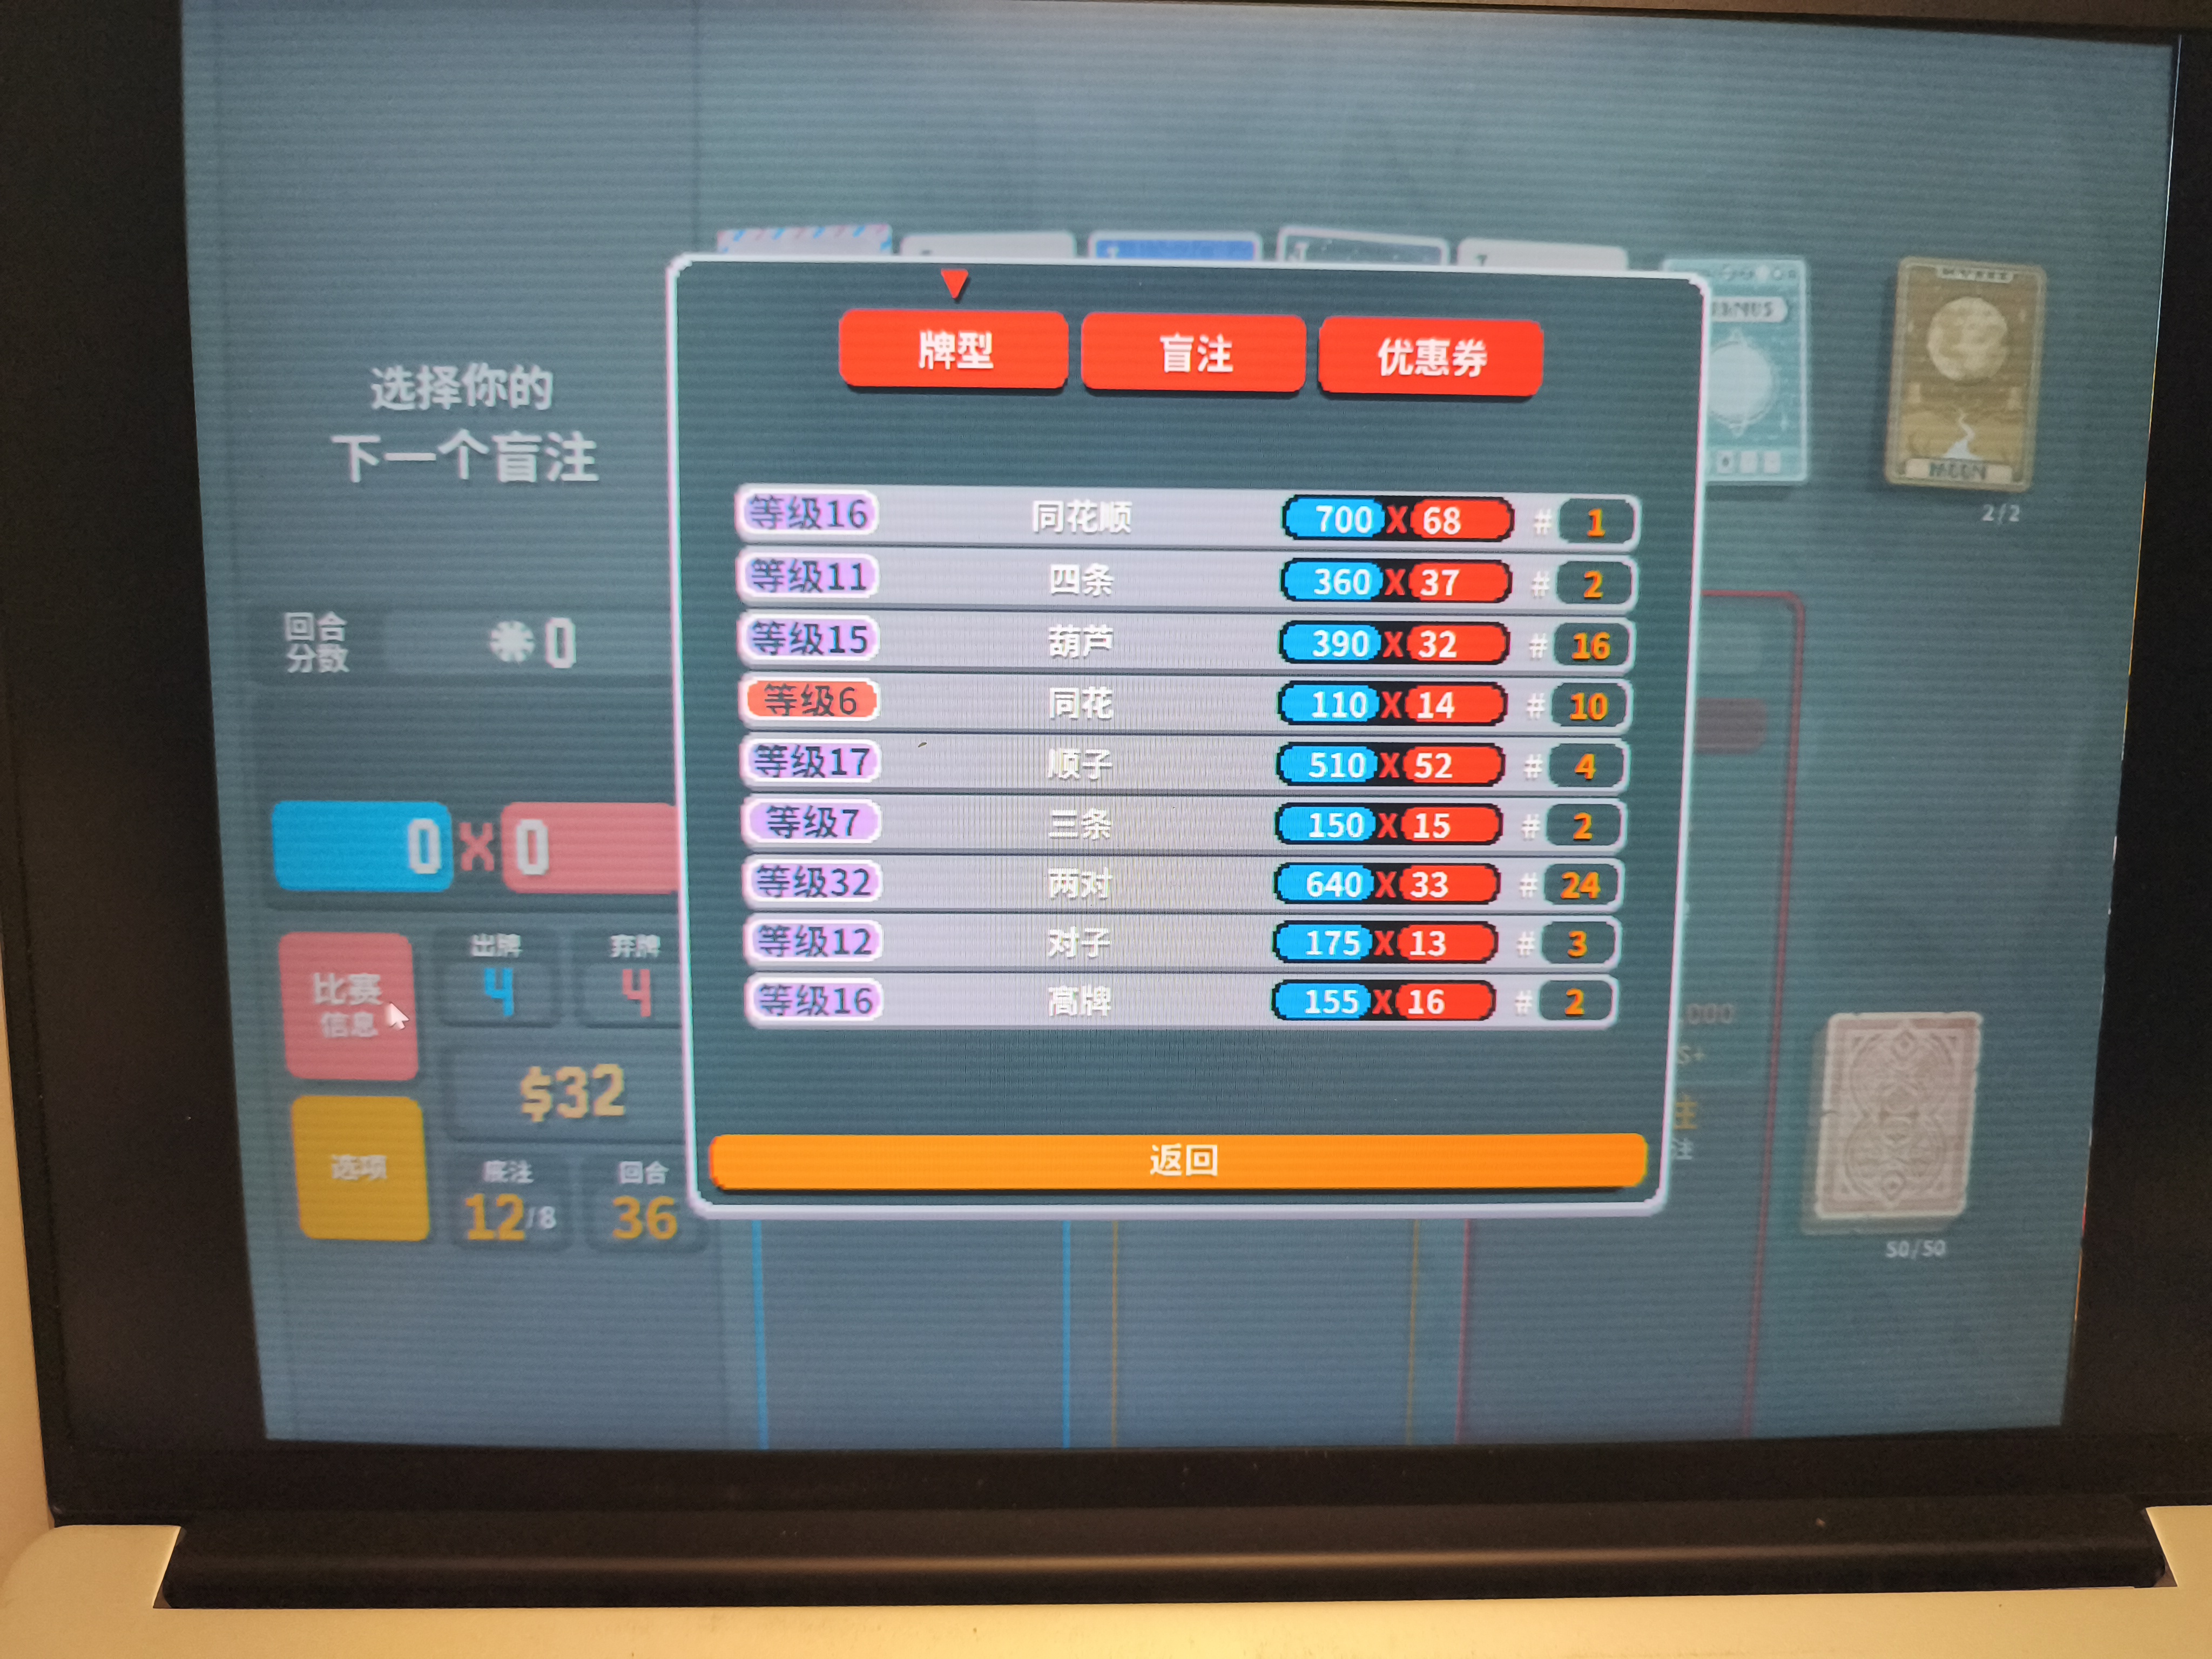 牌型
盲注
优惠券
选择你的
下一个盲注
MOON
2/2
等级16 同花顺 700 X 68 # 1
等级11 四条 360 X 37 # 2
等级15 葫芦 390 X 32 # 16
等级6 同花 110 X 14 # 10
等级17 顺子 510 X 52 # 4
等级7 三条 150 X 15 # 2
等级32 两对 640 X 33 # 24
等级12 对子 175 X 13 # 3
等级16 高牌 155 X 16 # 2
回合
分数
0
0 X 0
比赛
信息
出牌
4
弃牌
4
$32
选项
底注
12/8
回合
36
返回
,000
注
50/50